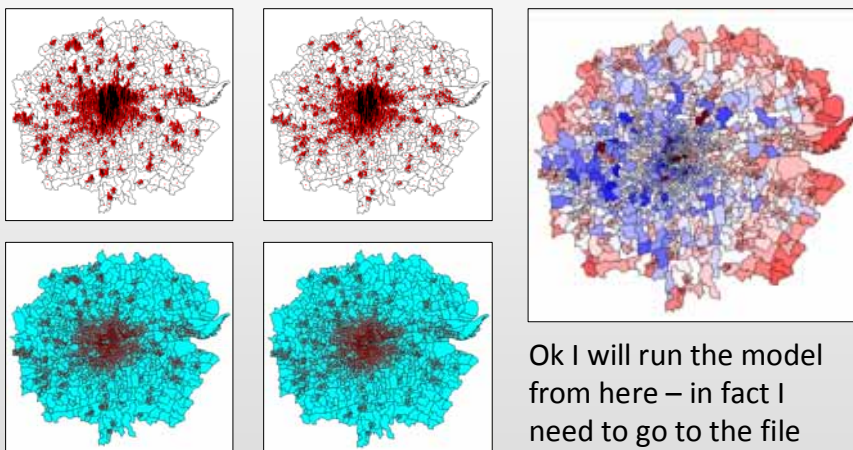 Ok I will run the model
from here – in fact I
need to go to the file